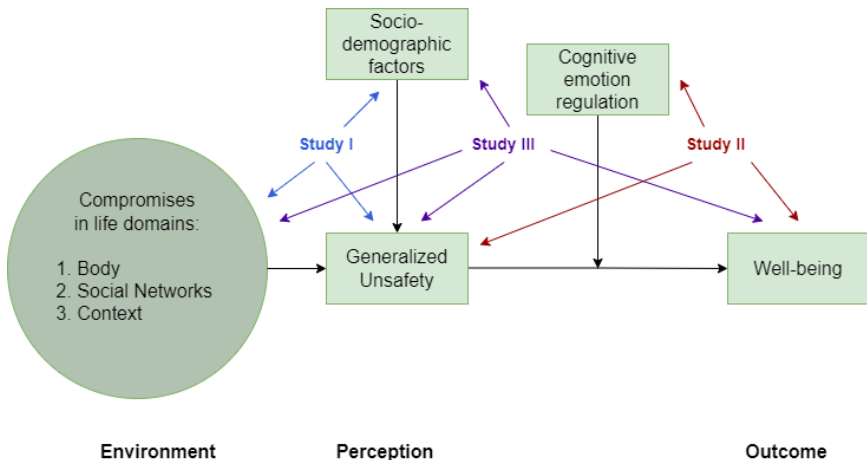 Socio-
demographic
factors
Cognitive
emotion
regulation
Study I
Study III
Study II
Compromises
in life domains:
1. Body
2. Social Networks
3. Context
Generalized
Unsafety
Well-being
Environment
Perception
Outcome